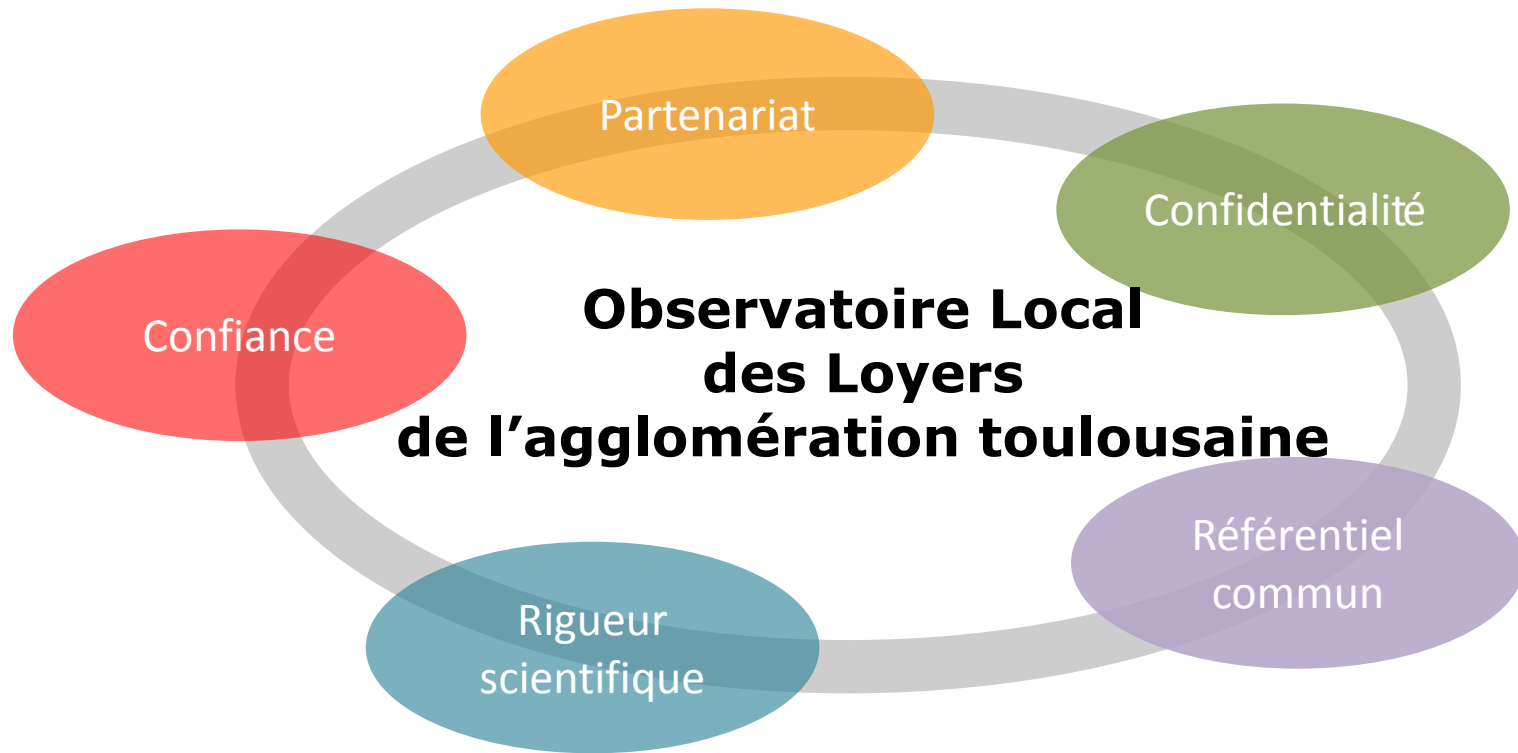 Partenariat
Confidentialité
Confiance
Observatoire Local
des Loyers
de l’agglomération toulousaine
Référentiel
commun
Rigueur
scientifique